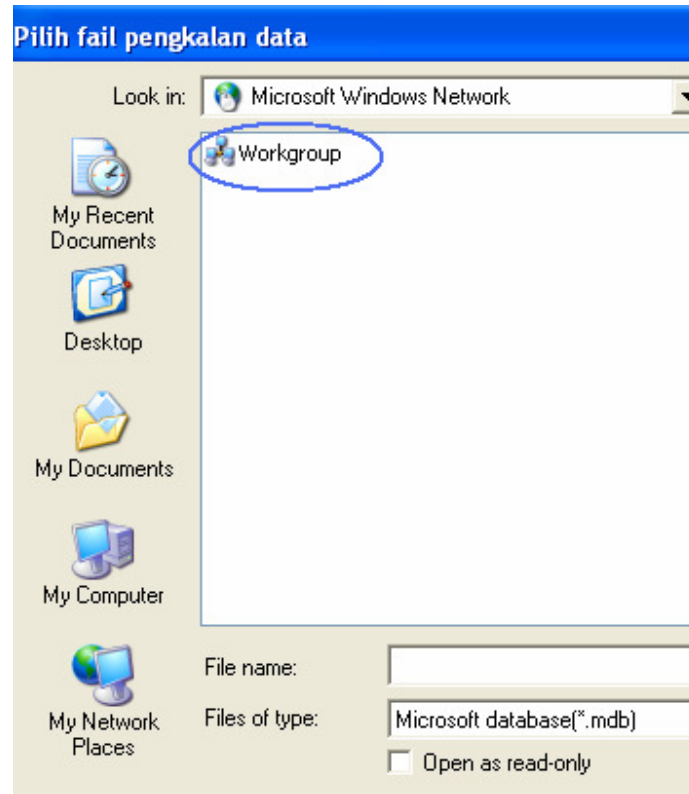 Pilih fail pengkalan data
Look in:
Microsoft Windows Network
Workgroup
My Recent
Documents
Desktop
My Documents
My Computer
My Network
Places
File name:
Files of type:
Microsoft database(*.mdb)
Open as read-only